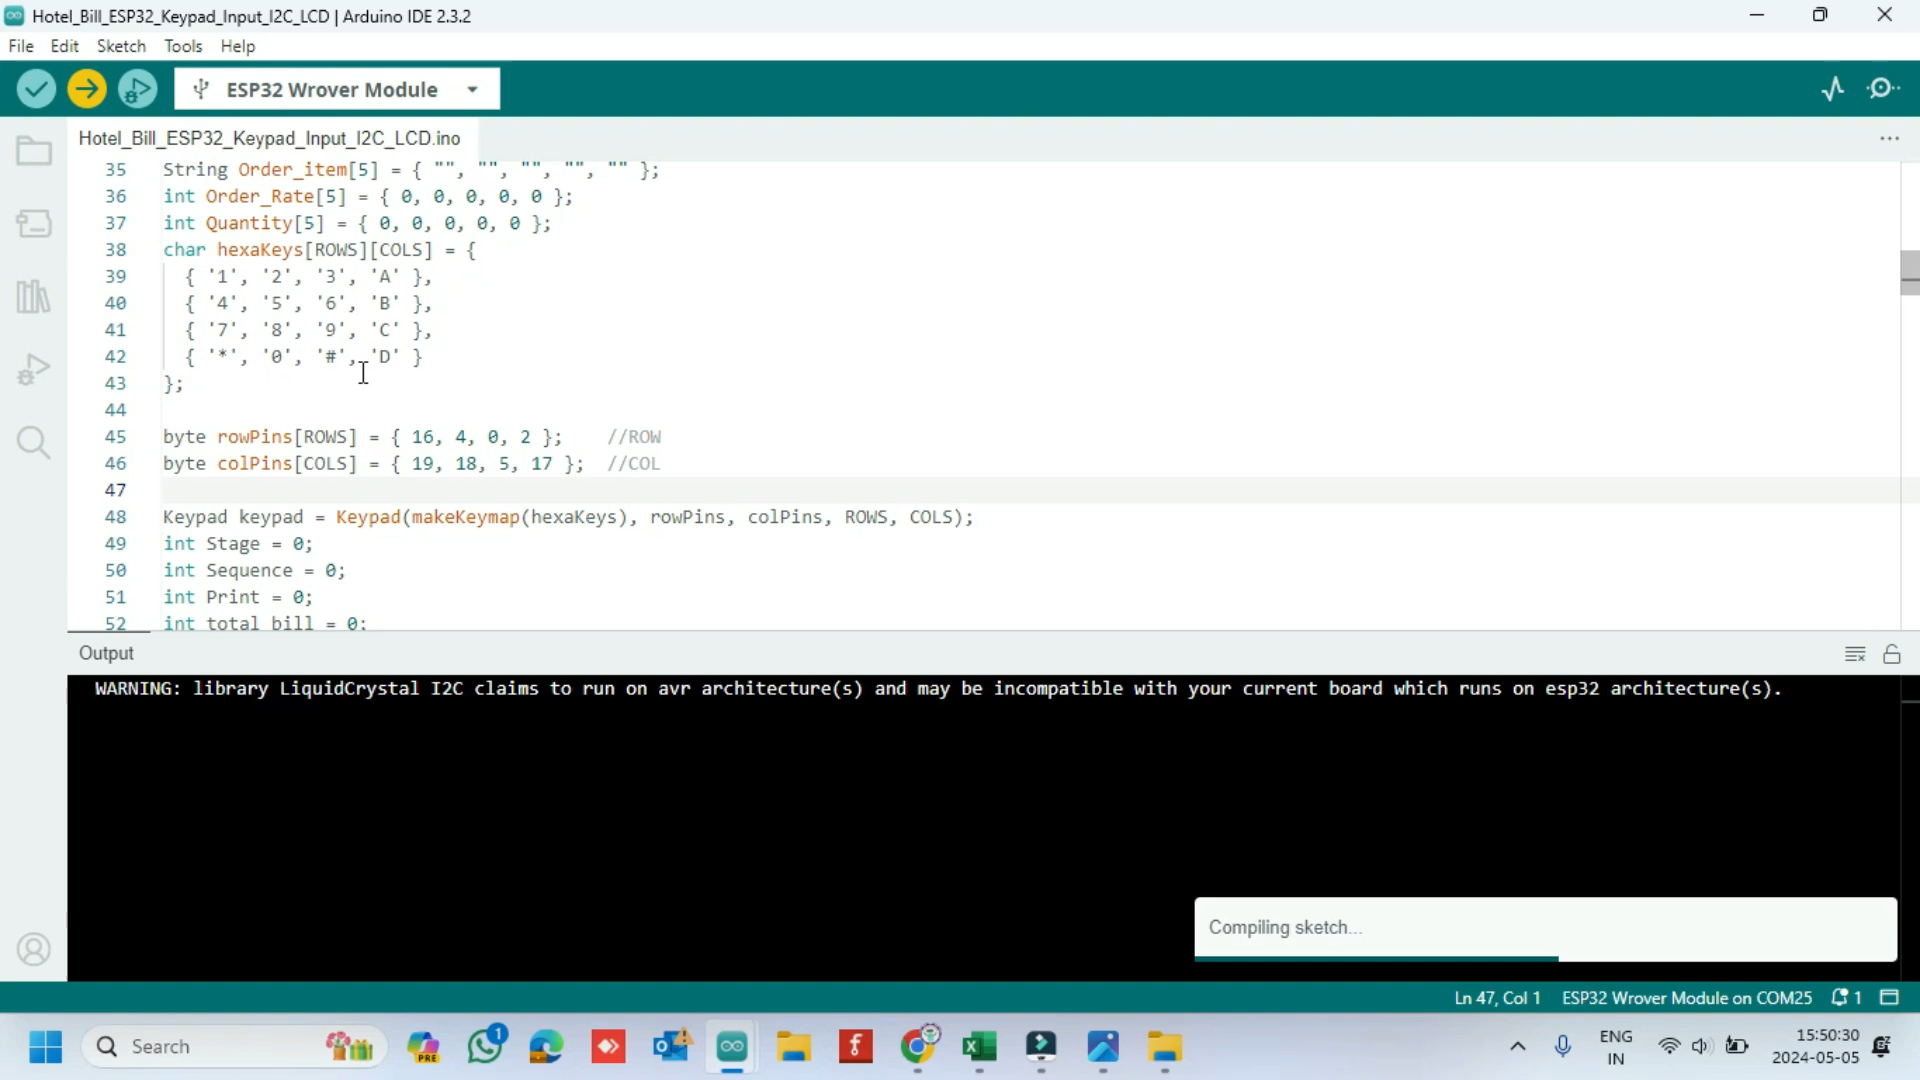 Hotel_Bill_ESP32_Keypad_Input_I2C_LCD | Arduino IDE 2.3.2
File Edit Sketch Tools Help
ESP32 Wrover Module
Hotel_Bill_ESP32_Keypad_Input_I2C_LCD.ino
35 String Order_item[5] = { "", "", "", "", "" };
36 int Order_Rate[5] = { 0, 0, 0, 0, 0 };
37 int Quantity[5] = { 0, 0, 0, 0, 0 };
38 char hexaKeys[ROWS][COLS] = {
39 { '1', '2', '3', 'A' },
40 { '4', '5', '6', 'B' },
41 { '7', '8', '9', 'C' },
42 { '*', '0', '#', 'D' }
43 };
44
45 byte rowPins[ROWS] = { 16, 4, 0, 2 }; //ROW
46 byte colPins[COLS] = { 19, 18, 5, 17 }; //COL
47
48 Keypad keypad = Keypad(makeKeymap(hexaKeys), rowPins, colPins, ROWS, COLS);
49 int Stage = 0;
50 int Sequence = 0;
51 int Print = 0;
52 int total_bill = 0;
Output
WARNING: library LiquidCrystal I2C claims to run on avr architecture(s) and may be incompatible with your current board which runs on esp32 architecture(s).
Compiling sketch...
Ln 47, Col 1 ESP32 Wrover Module on COM25 1
Search
PRE
1
ENG
IN
15:50:30
2024-05-05